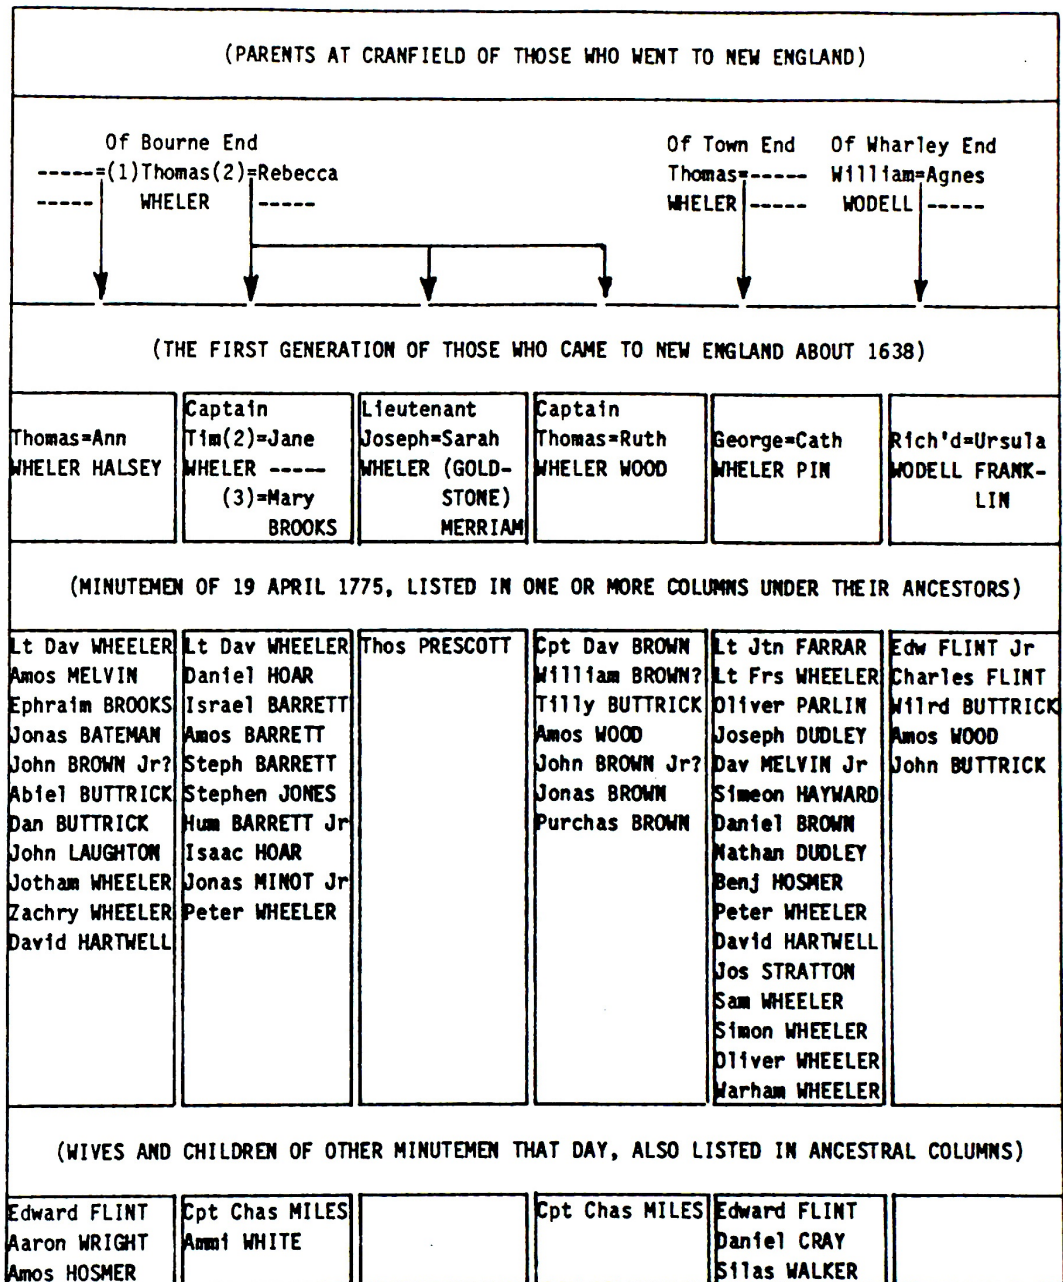 (PARENTS AT CRANFIELD OF THOSE WHO WENT TO NEW ENGLAND)
Of Bourne End
-----=(1)Thomas(2)=Rebecca
----- WHELER -----
Of Town End
Thomas=-----
WHELER -----
Of Wharley End
William=Agnes
WODELL -----
(THE FIRST GENERATION OF THOSE WHO CAME TO NEW ENGLAND ABOUT 1638)
Thomas=Ann
WHELER HALSEY
Captain
Tim(2)=Jane
WHELER -----
(3)=Mary
BROOKS
Lieutenant
Joseph=Sarah
WHELER (GOLD-
STONE)
MERRIAM
Captain
Thomas=Ruth
WHELER WOOD
George=Cath
WHELER PIN
Rich'd=Ursula
WODELL FRANK-
LIN
(MINUTEMEN OF 19 APRIL 1775, LISTED IN ONE OR MORE COLUMNS UNDER THEIR ANCESTORS)
Lt Dav WHEELER
Amos MELVIN
Ephraim BROOKS
Jonas BATEMAN
John BROWN Jr?
Abiel BUTTRICK
Dan BUTTRICK
John LAUGHTON
Jotham WHEELER
Zachry WHEELER
David HARTWELL
Lt Dav WHEELER
Daniel HOAR
Israel BARRETT
Amos BARRETT
Steph BARRETT
Stephen JONES
Hum BARRETT Jr
Isaac HOAR
Jonas MINOT Jr
Peter WHEELER
Thos PRESCOTT
Cpt Dav BROWN
William BROWN?
Tilly BUTTRICK
Amos WOOD
John BROWN Jr?
Jonas BROWN
Purchas BROWN
Lt Jtn FARRAR
Lt Frs WHEELER
Oliver PARLIN
Joseph DUDLEY
Dav MELVIN Jr
Simeon HAYWARD
Daniel BROWN
Nathan DUDLEY
Benj HOSMER
Peter WHEELER
David HARTWELL
Jos STRATTON
Sam WHEELER
Simon WHEELER
Oliver WHEELER
Warham WHEELER
Edw FLINT Jr
Charles FLINT
Wilrd BUTTRICK
Amos WOOD
John BUTTRICK
(WIVES AND CHILDREN OF OTHER MINUTEMEN THAT DAY, ALSO LISTED IN ANCESTRAL COLUMNS)
Edward FLINT
Aaron WRIGHT
Amos HOSMER
Cpt Chas MILES
Ammi WHITE
Cpt Chas MILES
Edward FLINT
Daniel CRAY
Silas WALKER